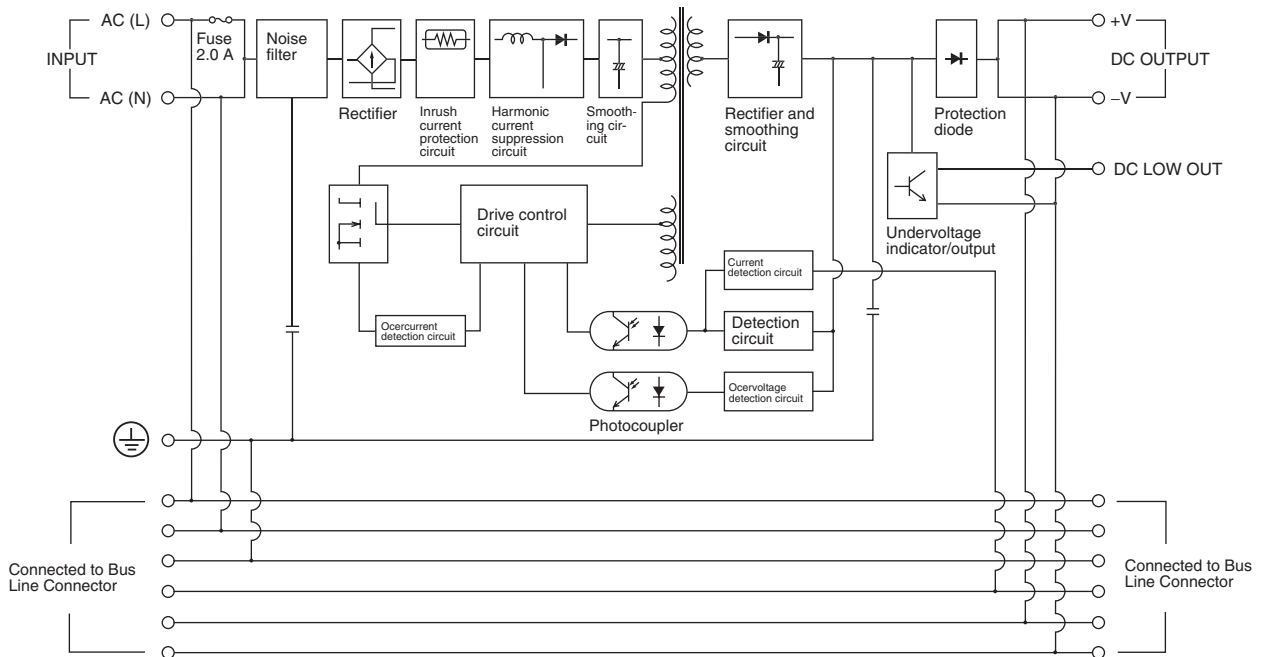 AC (L)
INPUT
AC (N)
Fuse
2.0 A
Noise
filter
Rectifier
Inrush
current
protection
circuit
Harmonic
current
suppression
circuit
Smooth-
ing cir-
cuit
Rectifier and
smoothing
circuit
Protection
diode
+V
DC OUTPUT
–V
DC LOW OUT
Undervoltage
indicator/output
Drive control
circuit
Ocercurrent
detection circuit
Current
detection circuit
Detection
circuit
Ocervoltage
detection circuit
Photocoupler
Connected to Bus
Line Connector
Connected to Bus
Line Connector